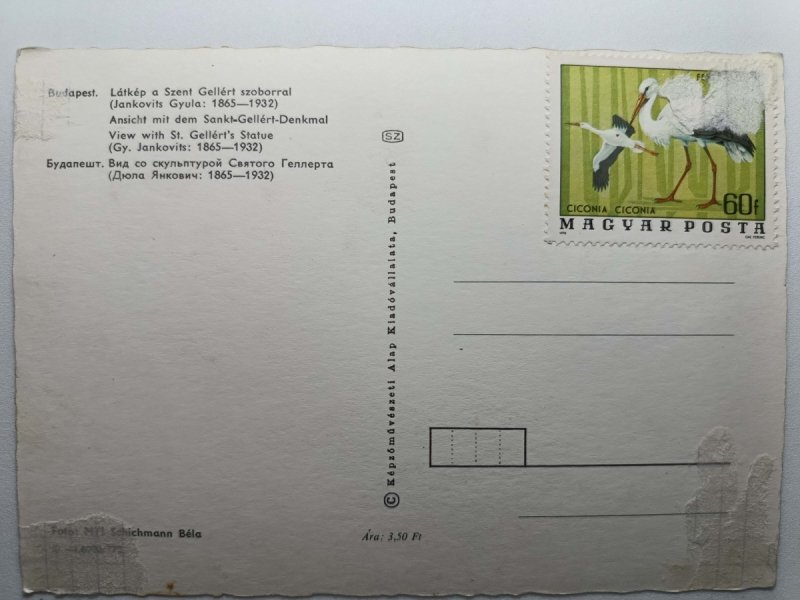 Budapest. Látkép a Szent Gellért szoborral
(Jankovits Gyula: 1865—1932)
Ansicht mit dem Sankt-Gellért-Denkmal
View with St. Gellért's Statue
(Gy. Jankovits: 1865—1932)
Будапешт. Вид со скульптурой Святого Геллерта
(Дюла Янкович: 1865—1932)
SZ
© Képzőművészeti Alap Kiadóvállalata, Budapest
CICONIA CICONIA
60f
MAGYAR POSTA
Foto: MTI Schichmann Béla
Ára: 3,50 Ft